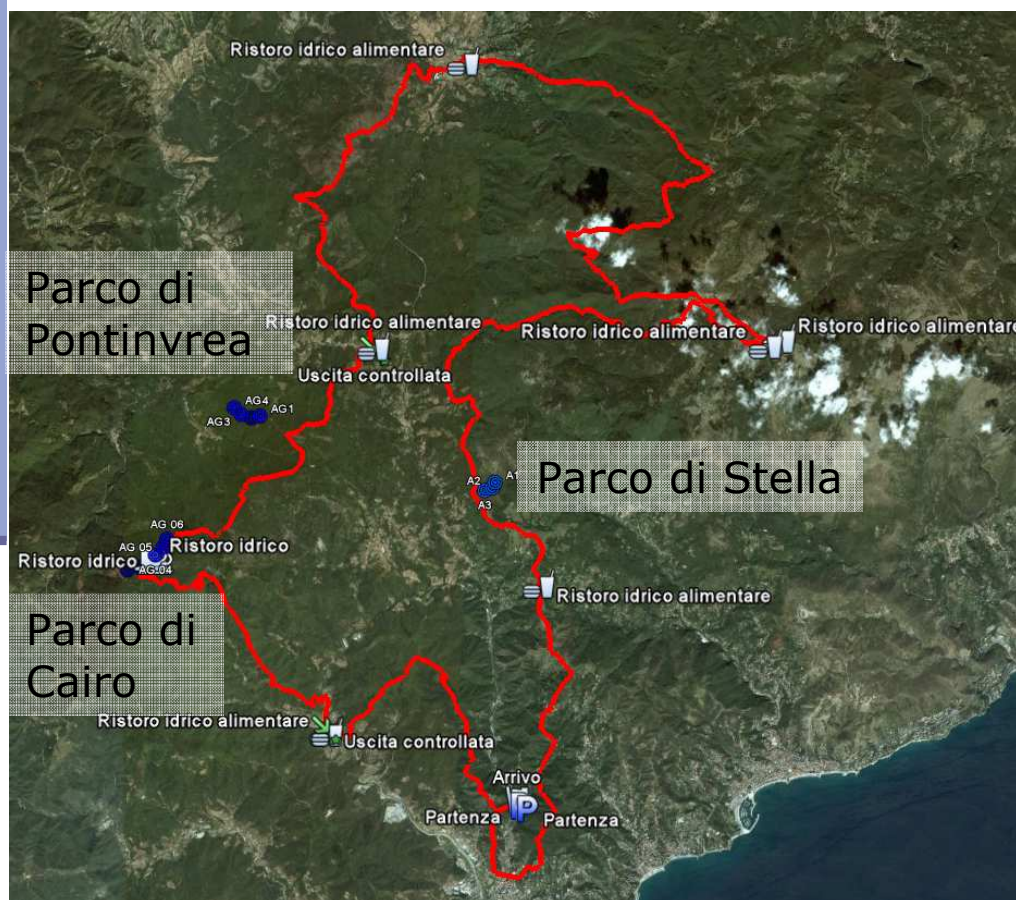 Ristoro idrico alimentare
Parco di
Pontinvrea
Ristoro idrico alimentare
Ristoro idrico alimentare
Ristoro idrico alimentare
Uscita controllata
AG4
AG3
AG1
Parco di Stella
A2
A1
A3
AG 06
AG 05
Ristoro idrico
Ristoro idrico
AG.04
Ristoro idrico alimentare
Parco di
Cairo
Ristoro idrico alimentare
Uscita controllata
Arrivo
Partenza
Partenza